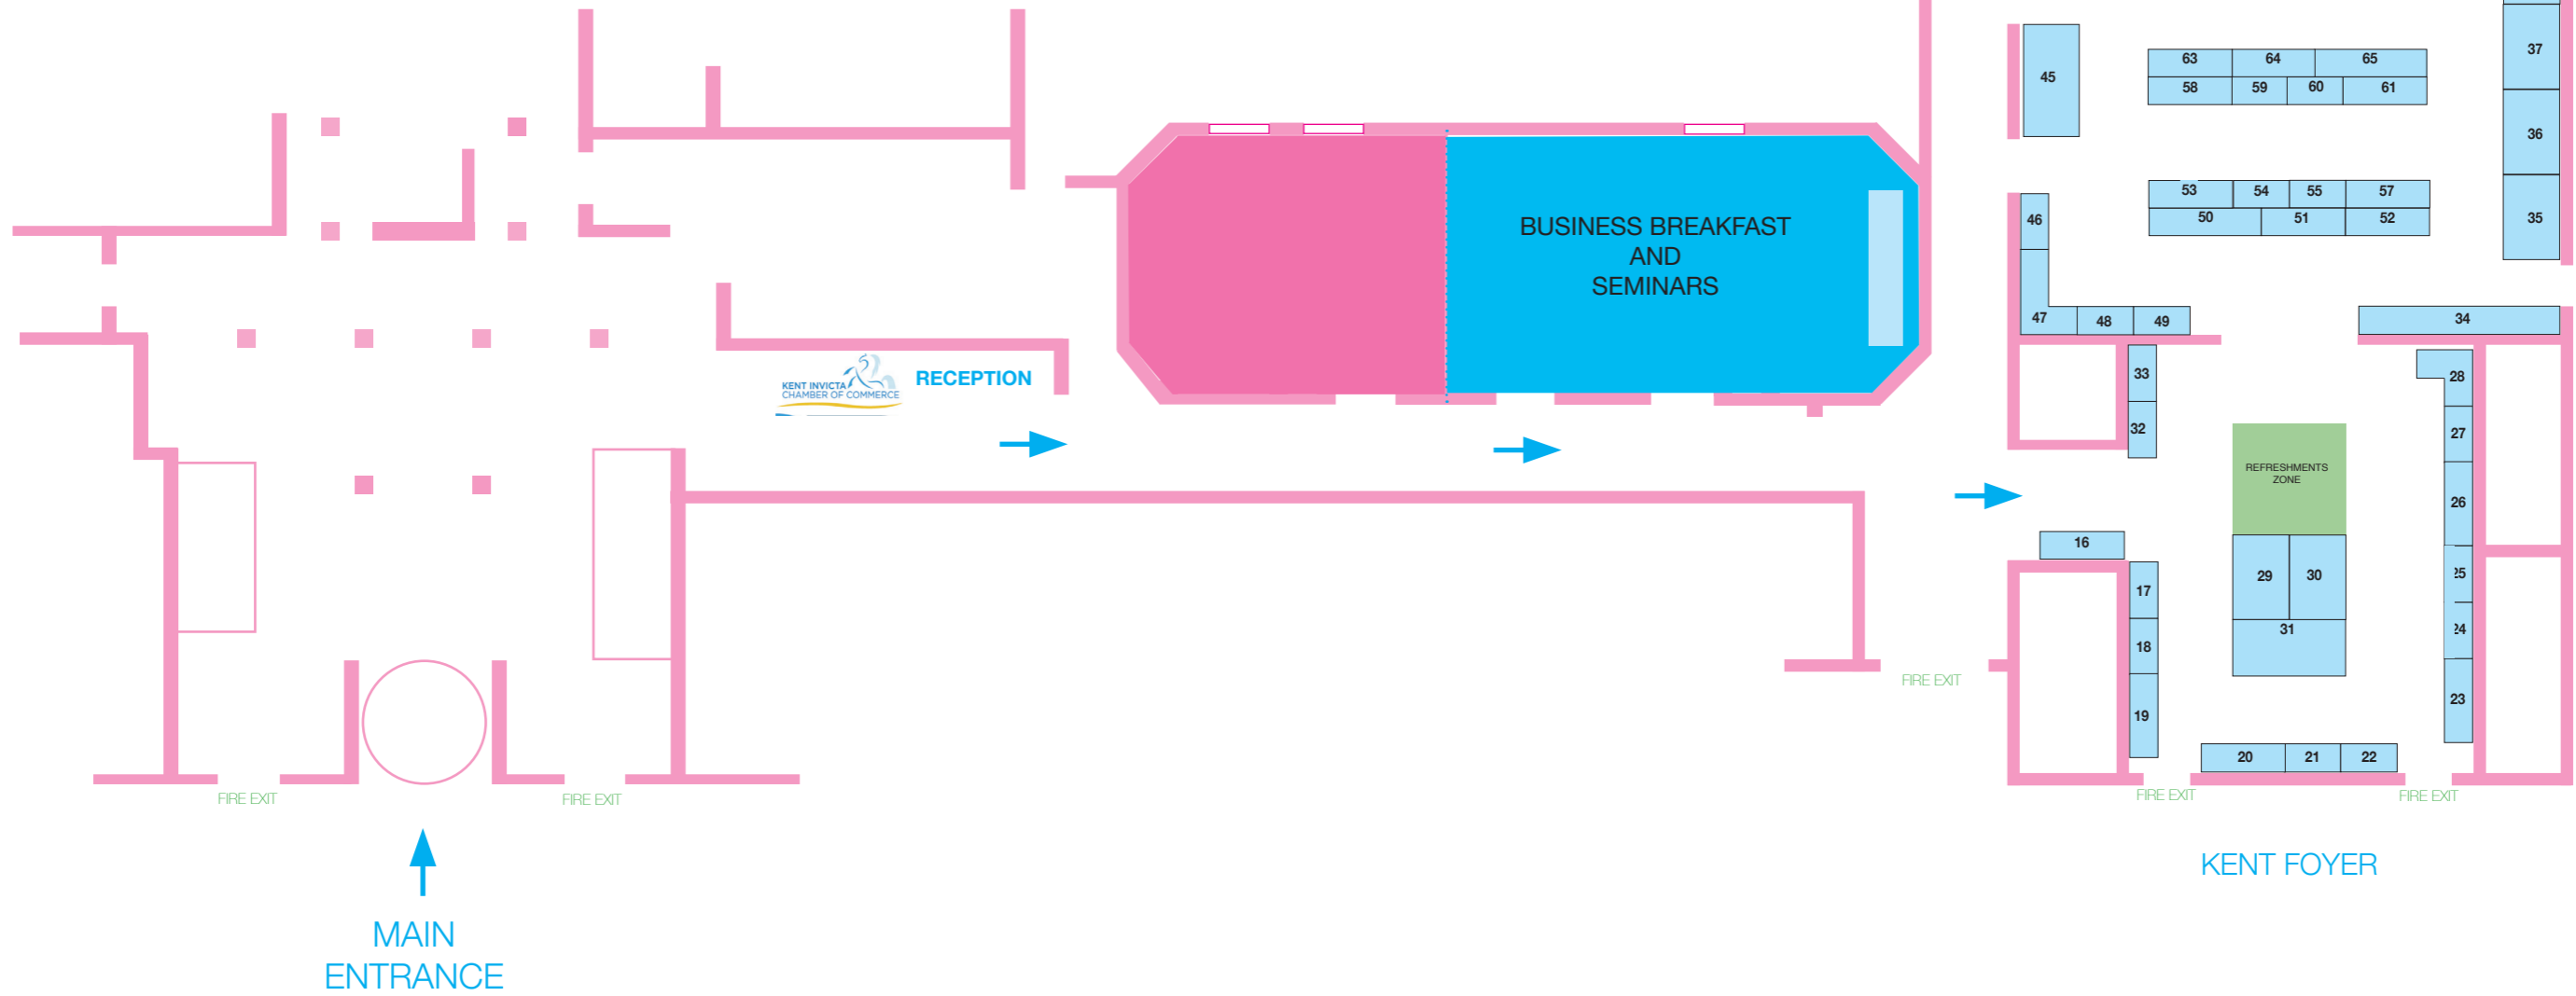 37
63 64 65
45
58 59 60 61
36
53 54 55 57
46 50 51 52 35
BUSINESS BREAKFAST
AND
SEMINARS
47 48 49 34
KENT INVICTA
CHAMBER OF COMMERCE
RECEPTION
33 28
32 27
REFRESHMENTS
ZONE
26
16
29 30 25
17
31 24
18
FIRE EXIT
23
19
20 21 22
FIRE EXIT FIRE EXIT FIRE EXIT FIRE EXIT
KENT FOYER
MAIN
ENTRANCE